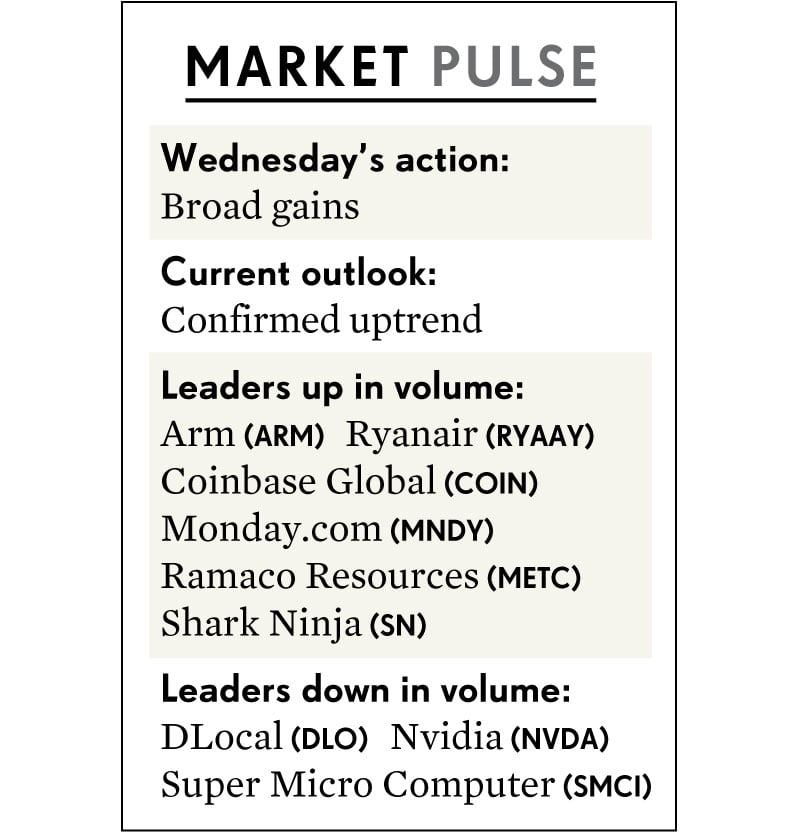 MARKET PULSE
Wednesday’s action:
Broad gains
Current outlook:
Confirmed uptrend
Leaders up in volume:
Arm (ARM) Ryanair (RYAAY)
Coinbase Global (COIN)
Monday.com (MNDY)
Ramaco Resources (METC)
Shark Ninja (SN)
Leaders down in volume:
DLocal (DLO) Nvidia (NVDA)
Super Micro Computer (SMCI)